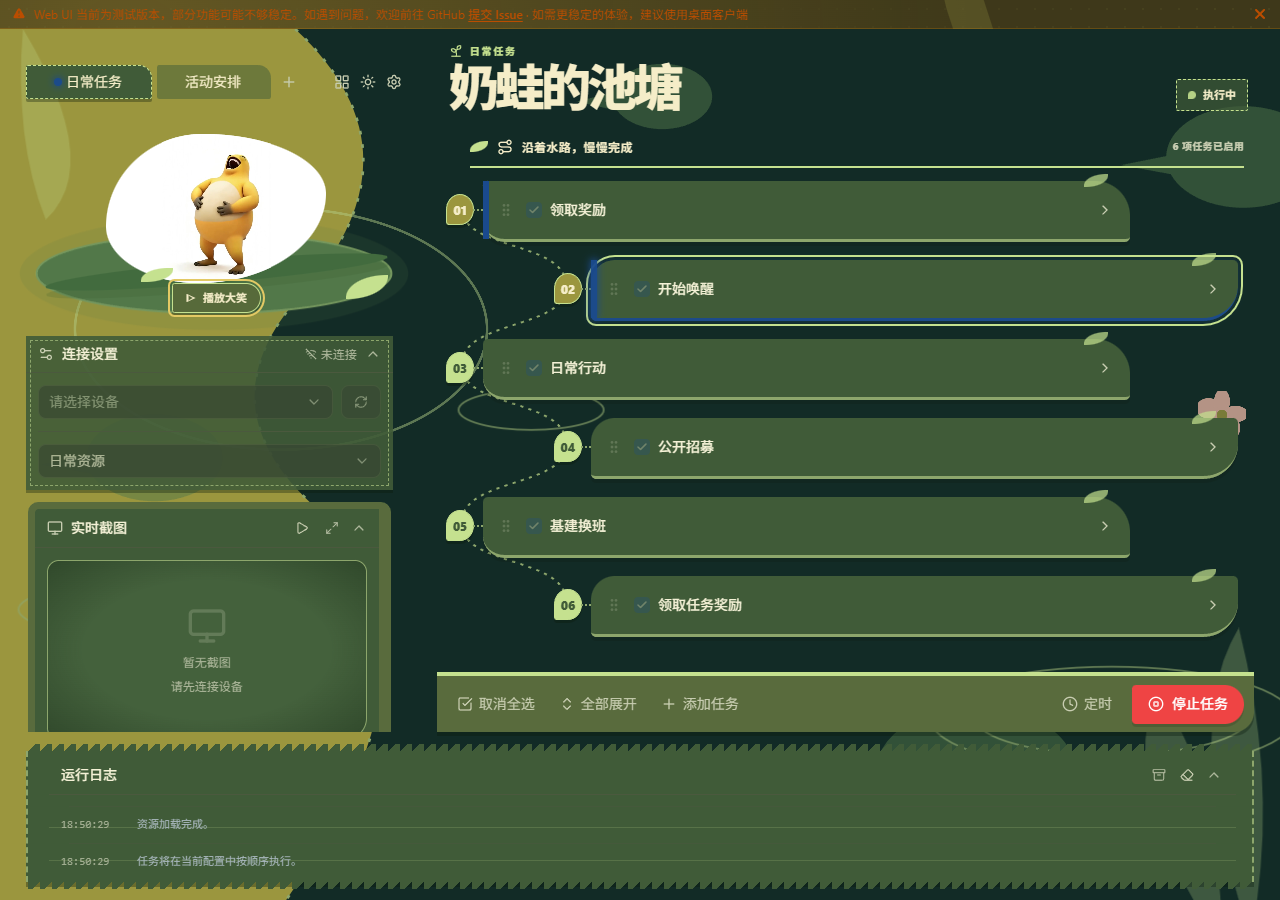 Web UI 当前为测试版本，部分功能可能不够稳定，如遇到问题，欢迎前往 GitHub 提交 Issue · 如需更稳定的体验，建议使用桌面客户端
日常任务
活动安排
日常任务
奶蛙的池塘
执行中
沿着水路，慢慢完成
6 项任务已启用
播放大笑
连接设置
未连接
请选择设备
日常资源
实时截图
暂无截图
请先连接设备
01 领取奖励
02 开始唤醒
03 日常行动
04 公开招募
05 基建换班
06 领取任务奖励
取消全选
全部展开
添加任务
定时
停止任务
运行日志
18:50:29 资源加载完成。
18:50:29 任务将在当前配置中按顺序执行。